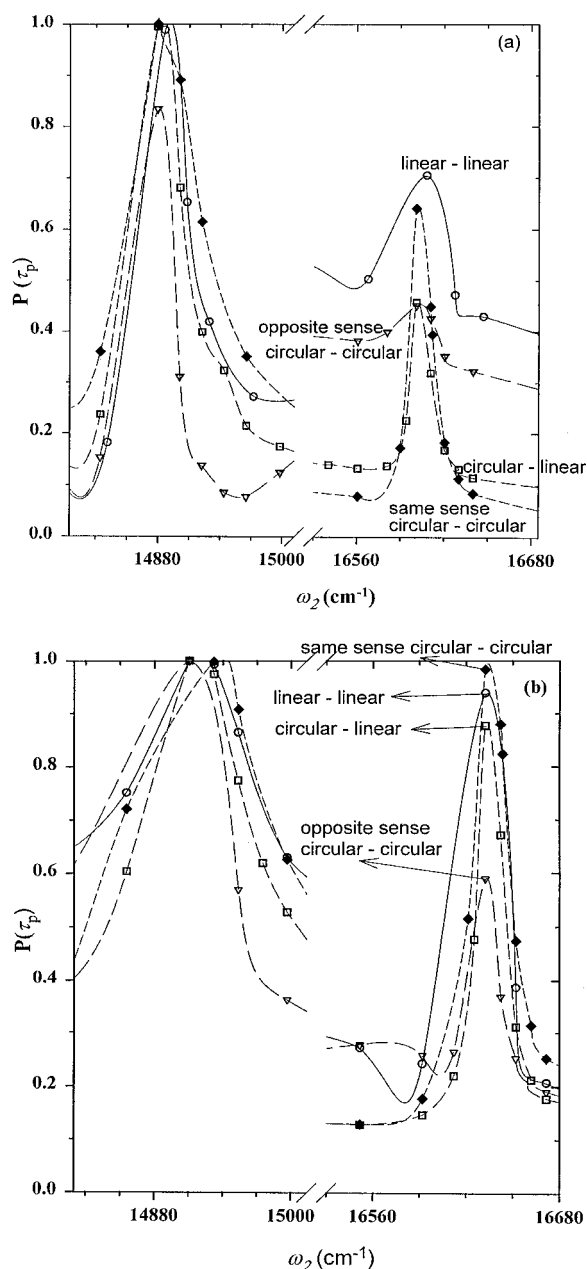 (a)
1.0
0.8
0.6
0.4
0.2
0.0
P(τp)
linear - linear
opposite sense
circular - circular
circular - linear
same sense
circular - circular
14880
15000
16560
16680
ω2 (cm-1)
same sense circular - circular
(b)
linear - linear
circular - linear
opposite sense
circular - circular
1.0
0.8
0.6
0.4
0.2
0.0
P(τp)
14880
15000
16560
16680
ω2 (cm-1)